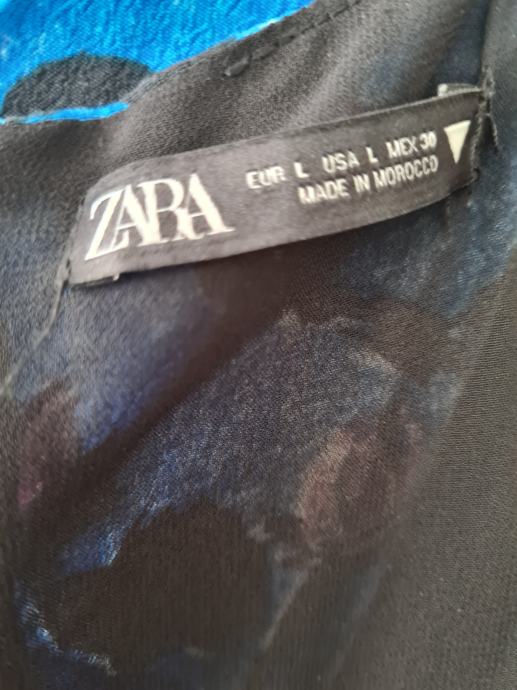 ZARA
EUR L USA L MEX 30
MADE IN MOROCCO